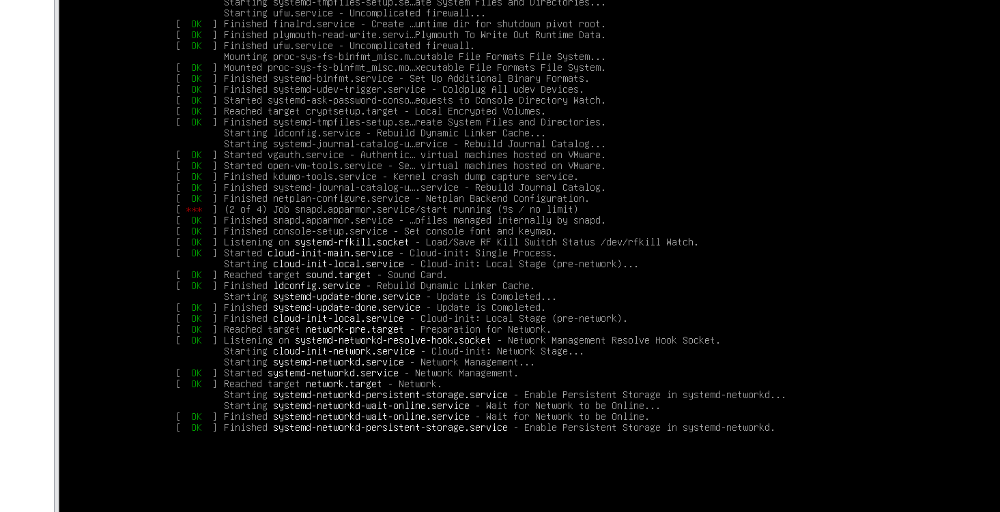 Starting systemd-tmpfiles-setup.se…ate System Files and Directories...
Starting ufw.service - Uncomplicated firewall...
[  OK  ] Finished finalrd.service - Create …untime dir for shutdown pivot root.
[  OK  ] Finished plymouth-read-write.servi…Plymouth To Write Out Runtime Data.
[  OK  ] Finished ufw.service - Uncomplicated firewall.
Mounting proc-sys-fs-binfmt_misc.m…cutable File Formats File System...
[  OK  ] Mounted proc-sys-fs-binfmt_misc.mo…xecutable File Formats File System.
[  OK  ] Finished systemd-binfmt.service - Set Up Additional Binary Formats.
[  OK  ] Finished systemd-udev-trigger.service - Coldplug All udev Devices.
[  OK  ] Started systemd-ask-password-conso…equests to Console Directory Watch.
[  OK  ] Reached target cryptsetup.target - Local Encrypted Volumes.
[  OK  ] Finished systemd-tmpfiles-setup.se…reate System Files and Directories.
Starting ldconfig.service - Rebuild Dynamic Linker Cache...
Starting systemd-journal-catalog-u…ervice - Rebuild Journal Catalog...
[  OK  ] Started vgauth.service - Authentic… virtual machines hosted on VMware.
[  OK  ] Started open-vm-tools.service - Se… virtual machines hosted on VMware.
[  OK  ] Finished kdump-tools.service - Kernel crash dump capture service.
[  OK  ] Finished systemd-journal-catalog-u….service - Rebuild Journal Catalog.
[  OK  ] Finished netplan-configure.service - Netplan Backend Configuration.
[ *** ] (2 of 4) Job snapd.apparmor.service/start running (9s / no limit)
[  OK  ] Finished snapd.apparmor.service - …ofiles managed internally by snapd.
[  OK  ] Finished console-setup.service - Set console font and keymap.
[  OK  ] Listening on systemd-rfkill.socket - Load/Save RF Kill Switch Status /dev/rfkill Watch.
[  OK  ] Started cloud-init-main.service - Cloud-init: Single Process.
Starting cloud-init-local.service - Cloud-init: Local Stage (pre-network)...
[  OK  ] Reached target sound.target - Sound Card.
[  OK  ] Finished ldconfig.service - Rebuild Dynamic Linker Cache.
Starting systemd-update-done.service - Update is Completed...
[  OK  ] Finished systemd-update-done.service - Update is Completed.
[  OK  ] Finished cloud-init-local.service - Cloud-init: Local Stage (pre-network).
[  OK  ] Reached target network-pre.target - Preparation for Network.
[  OK  ] Listening on systemd-networkd-resolve-hook.socket - Network Management Resolve Hook Socket.
Starting cloud-init-network.service - Cloud-init: Network Stage...
Starting systemd-networkd.service - Network Management...
[  OK  ] Started systemd-networkd.service - Network Management.
[  OK  ] Reached target network.target - Network.
Starting systemd-networkd-persistent-storage.service - Enable Persistent Storage in systemd-networkd...
Starting systemd-networkd-wait-online.service - Wait for Network to be Online...
[  OK  ] Finished systemd-networkd-wait-online.service - Wait for Network to be Online.
[  OK  ] Finished systemd-networkd-persistent-storage.service - Enable Persistent Storage in systemd-networkd.